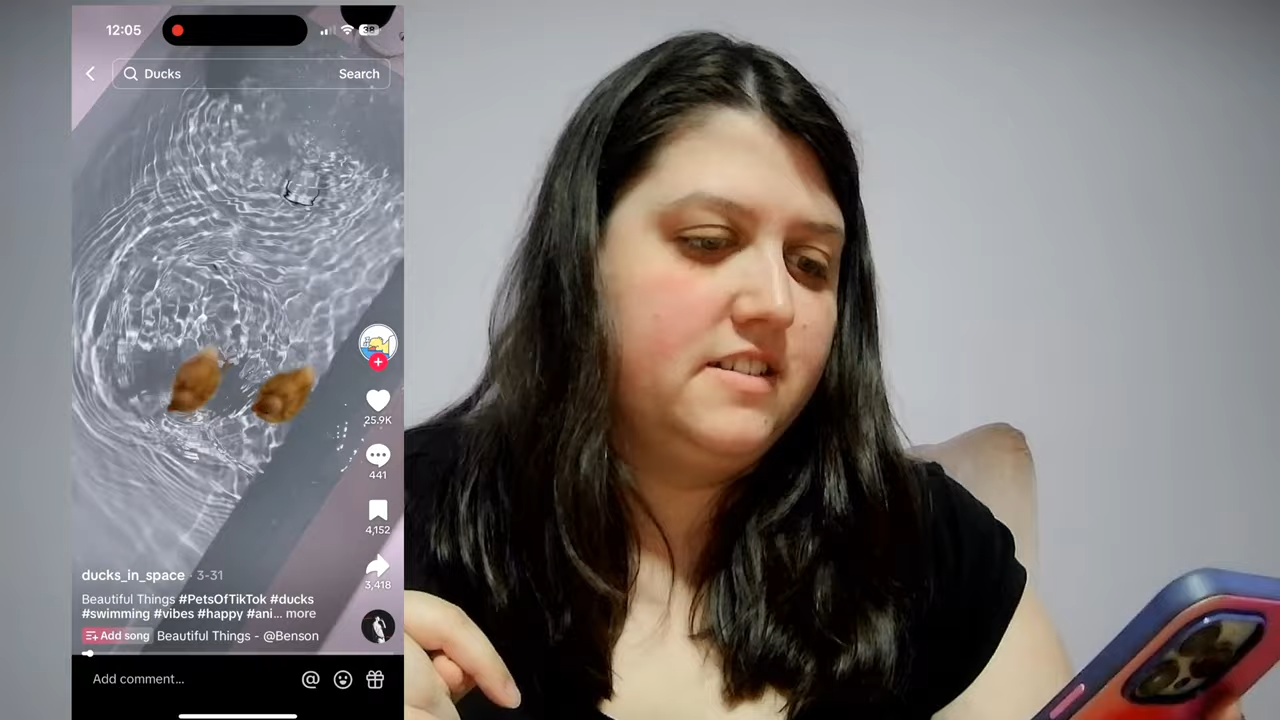 12:05
38
Ducks
Search
25.9K
441
4,152
3,418
ducks_in_space · 3-31
Beautiful Things #PetsOfTikTok #ducks
#swimming #vibes #happy #ani... more
Add song
Beautiful Things - @Benson
Add comment...